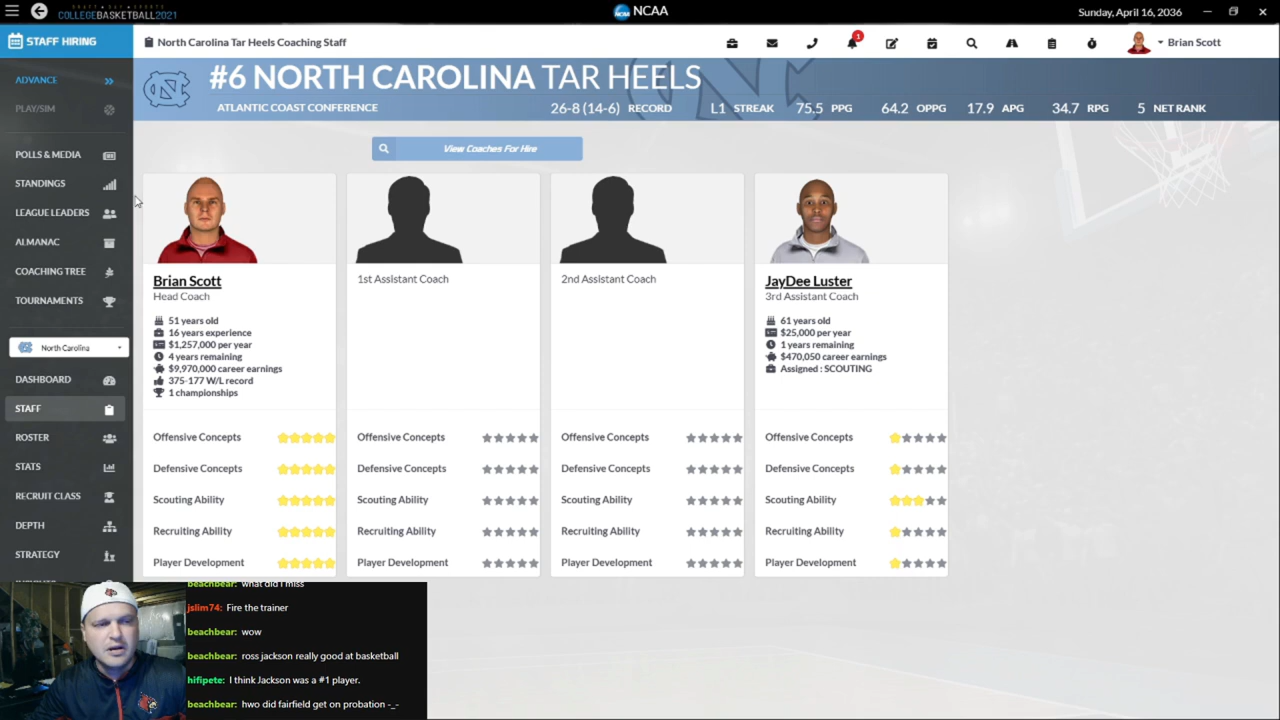 DRAFT DAY SPORTS
COLLEGEBASKETBALL2021
NCAA
Sunday, April 16, 2036
STAFF HIRING
North Carolina Tar Heels Coaching Staff
1
Brian Scott
ADVANCE
PLAY/SIM
POLLS & MEDIA
STANDINGS
LEAGUE LEADERS
ALMANAC
COACHING TREE
TOURNAMENTS
North Carolina
DASHBOARD
STAFF
ROSTER
STATS
RECRUIT CLASS
DEPTH
STRATEGY
#6 NORTH CAROLINA TAR HEELS
ATLANTIC COAST CONFERENCE
26-8 (14-6) RECORD L1 STREAK 75.5 PPG 64.2 OPPG 17.9 APG 34.7 RPG 5 NET RANK
View Coaches For Hire
Brian Scott
Head Coach
51 years old
16 years experience
$1,257,000 per year
4 years remaining
$9,970,000 career earnings
375-177 W/L record
1 championships
Offensive Concepts
Defensive Concepts
Scouting Ability
Recruiting Ability
Player Development
1st Assistant Coach
Offensive Concepts
Defensive Concepts
Scouting Ability
Recruiting Ability
Player Development
2nd Assistant Coach
Offensive Concepts
Defensive Concepts
Scouting Ability
Recruiting Ability
Player Development
JayDee Luster
3rd Assistant Coach
61 years old
$25,000 per year
1 years remaining
$470,050 career earnings
Assigned : SCOUTING
Offensive Concepts
Defensive Concepts
Scouting Ability
Recruiting Ability
Player Development
beachbear: what did I miss
jslim74: Fire the trainer
beachbear: wow
beachbear: ross jackson really good at basketball
hifipete: I think Jackson was a #1 player.
beachbear: hwo did fairfield get on probation -_-